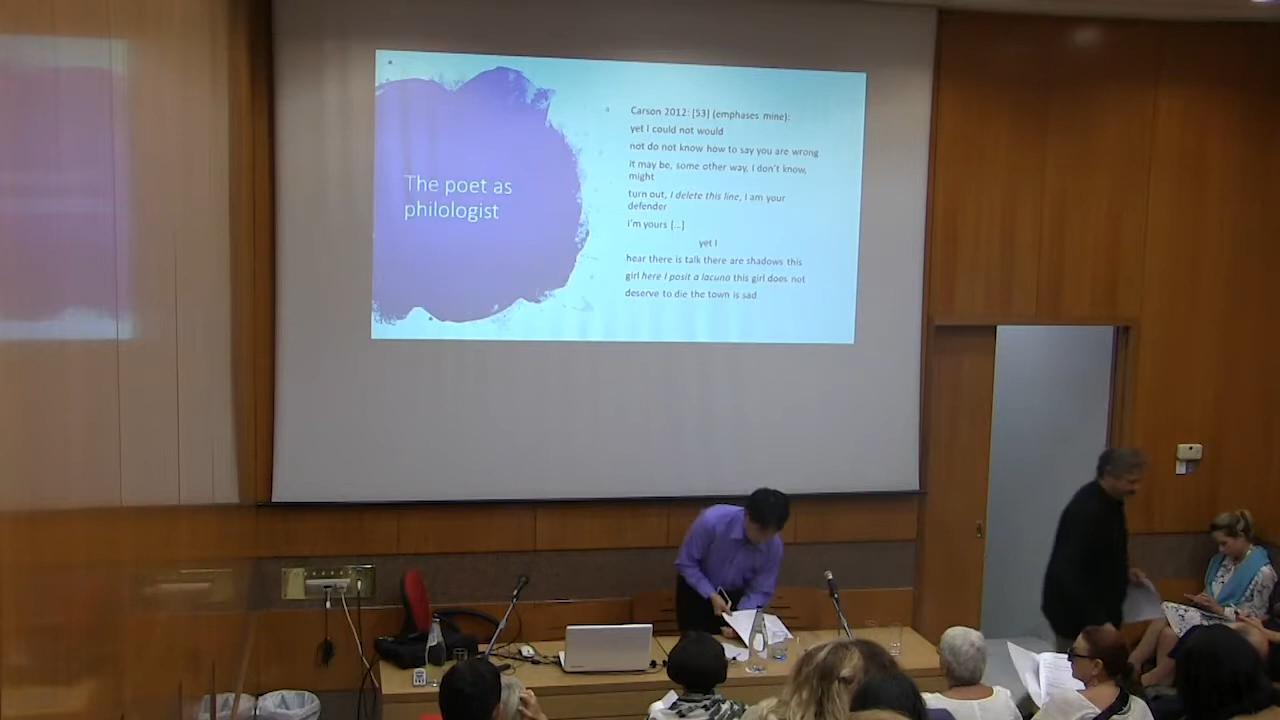 The poet as
philologist
Carson 2012: [53] (emphases mine):
yet I could not would
not do not know how to say you are wrong
it may be, some other way, I don't know,
might
turn out, I delete this line, I am your
defender
i'm yours [...]
yet I
hear there is talk there are shadows this
girl here I posit a lacuna this girl does not
deserve to die the town is sad